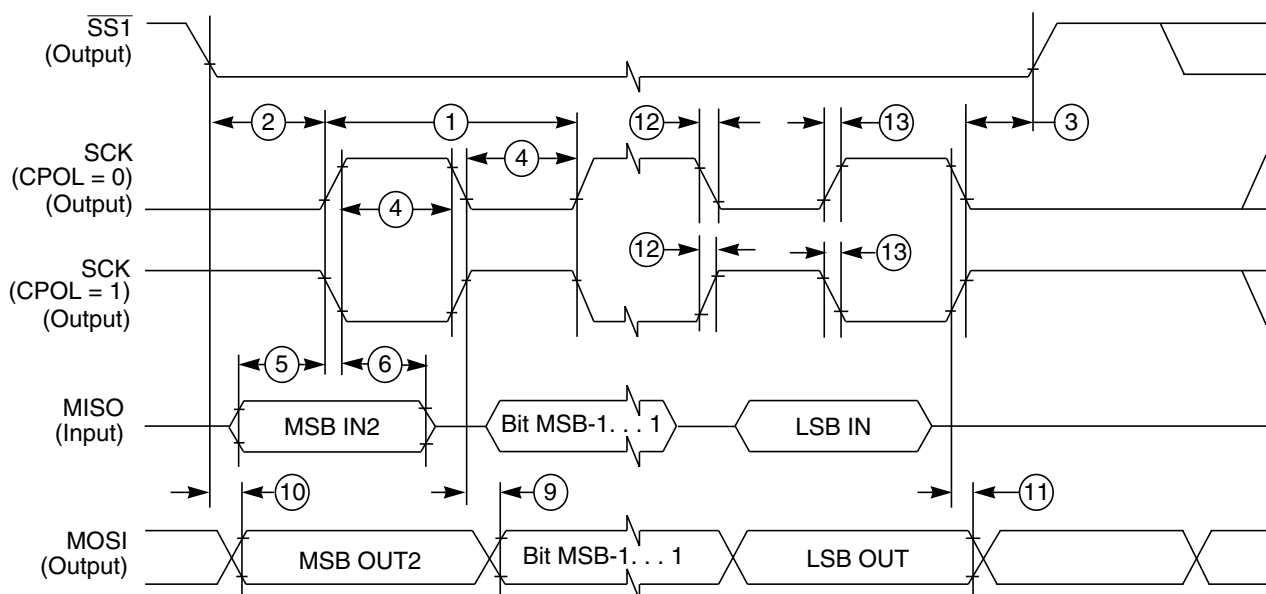 SS1
(Output)
2
1
12
13
3
SCK
(CPOL = 0)
(Output)
4
4
12
13
SCK
(CPOL = 1)
(Output)
5
6
MISO
(Input)
MSB IN2
Bit MSB-1. . . 1
LSB IN
10
9
11
MOSI
(Output)
MSB OUT2
Bit MSB-1. . . 1
LSB OUT